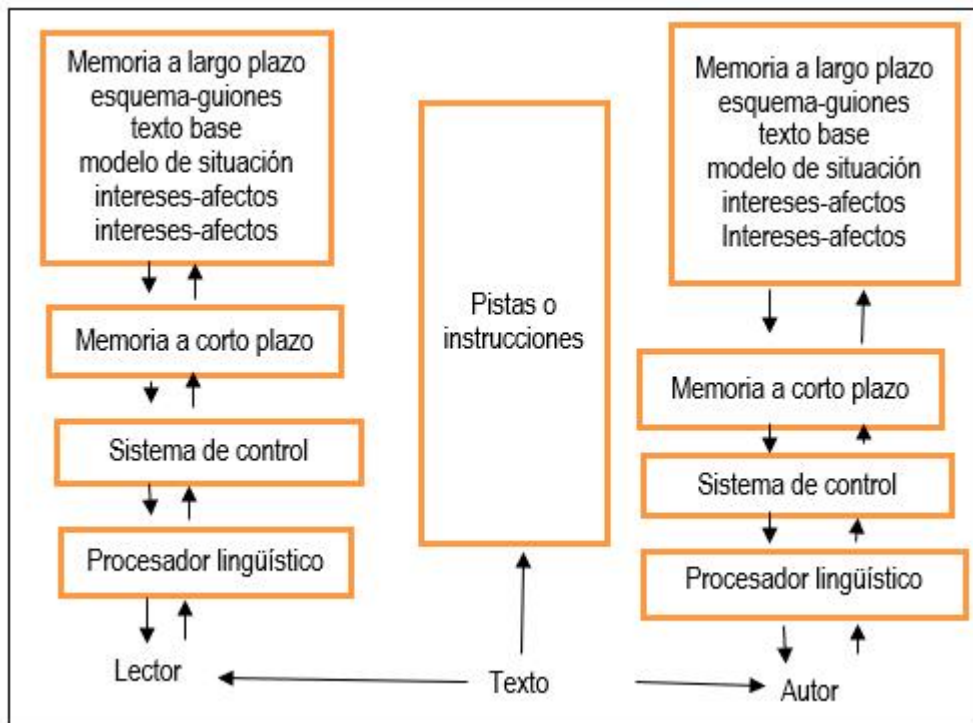 Memoria a largo plazo
esquema-guiones
texto base
modelo de situación
intereses-afectos
intereses-afectos
Memoria a corto plazo
Sistema de control
Procesador lingüístico
Lector
Pistas o
instrucciones
Texto
Memoria a largo plazo
esquema-guiones
texto base
modelo de situación
intereses-afectos
Intereses-afectos
Memoria a corto plazo
Sistema de control
Procesador lingüístico
Autor